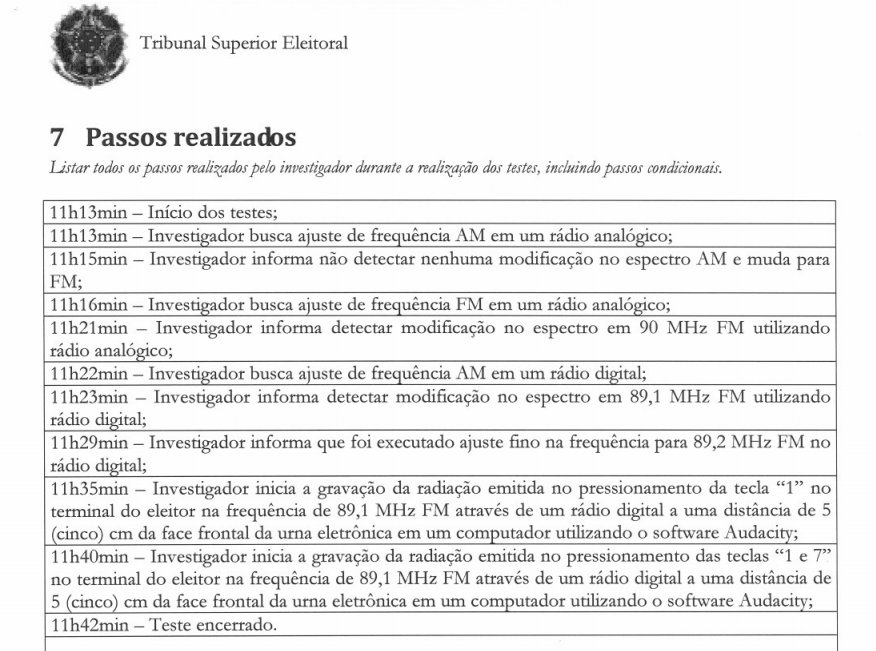 Tribunal Superior Eleitoral
7 Passos realizados
Listar todos os passos realizados pelo investigador durante a realização dos testes, incluindo passos condicionais.
11h13min – Início dos testes;
11h13min – Investigador busca ajuste de frequência AM em um rádio analógico;
11h15min – Investigador informa não detectar nenhuma modificação no espectro AM e muda para
FM;
11h16min – Investigador busca ajuste de frequência FM em um rádio analógico;
11h21min – Investigador informa detectar modificação no espectro em 90 MHz FM utilizando
rádio analógico;
11h22min – Investigador busca ajuste de frequência AM em um rádio digital;
11h23min – Investigador informa detectar modificação no espectro em 89,1 MHz FM utilizando
rádio digital;
11h29min – Investigador informa que foi executado ajuste fino na frequência para 89,2 MHz FM no
rádio digital;
11h35min – Investigador inicia a gravação da radiação emitida no pressionamento da tecla “1” no
terminal do eleitor na frequência de 89,1 MHz FM através de um rádio digital a uma distância de 5
(cinco) cm da face frontal da urna eletrônica em um computador utilizando o software Audacity;
11h40min – Investigador inicia a gravação da radiação emitida no pressionamento das teclas “1 e 7”
no terminal do eleitor na frequência de 89,1 MHz FM através de um rádio digital a uma distância de
5 (cinco) cm da face frontal da urna eletrônica em um computador utilizando o software Audacity;
11h42min – Teste encerrado.